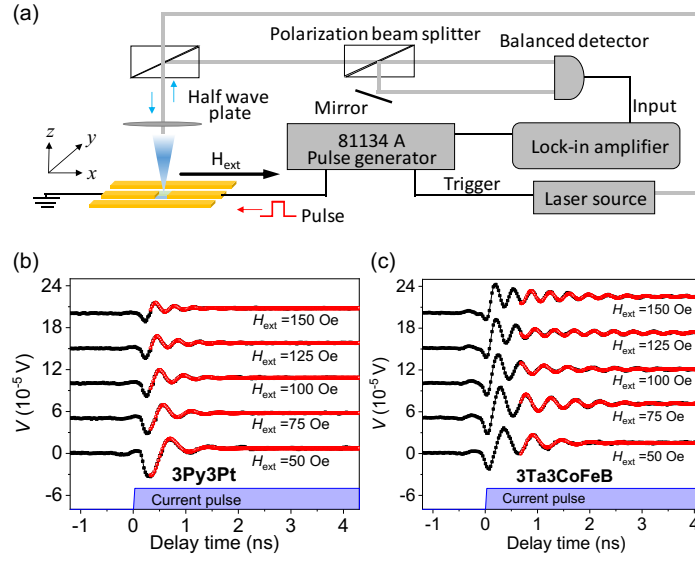 (a)
Polarization beam splitter
Balanced detector
Half wave
plate
Mirror
Input
z
y
x
H_ext
81134 A
Pulse generator
Lock-in amplifier
Trigger
Pulse
Laser source
(b)
24
18
12
6
0
-6
V (10^-5 V)
H_ext =150 Oe
H_ext =125 Oe
H_ext =100 Oe
H_ext =75 Oe
H_ext =50 Oe
3Py3Pt
Current pulse
-1 0 1 2 3 4
Delay time (ns)
(c)
24
18
12
6
0
-6
V (10^-5 V)
H_ext =150 Oe
H_ext =125 Oe
H_ext =100 Oe
H_ext =75 Oe
H_ext =50 Oe
3Ta3CoFeB
Current pulse
-1 0 1 2 3 4
Delay time (ns)